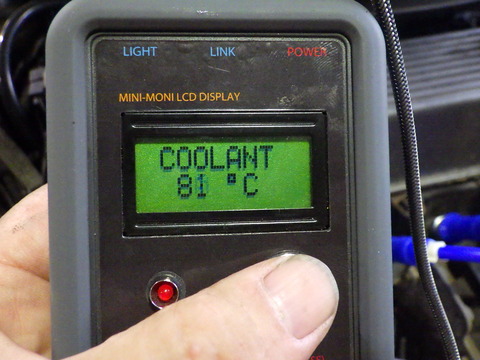 LIGHT LINK POWER
MINI-MONI LCD DISPLAY
COOLANT
81 °C